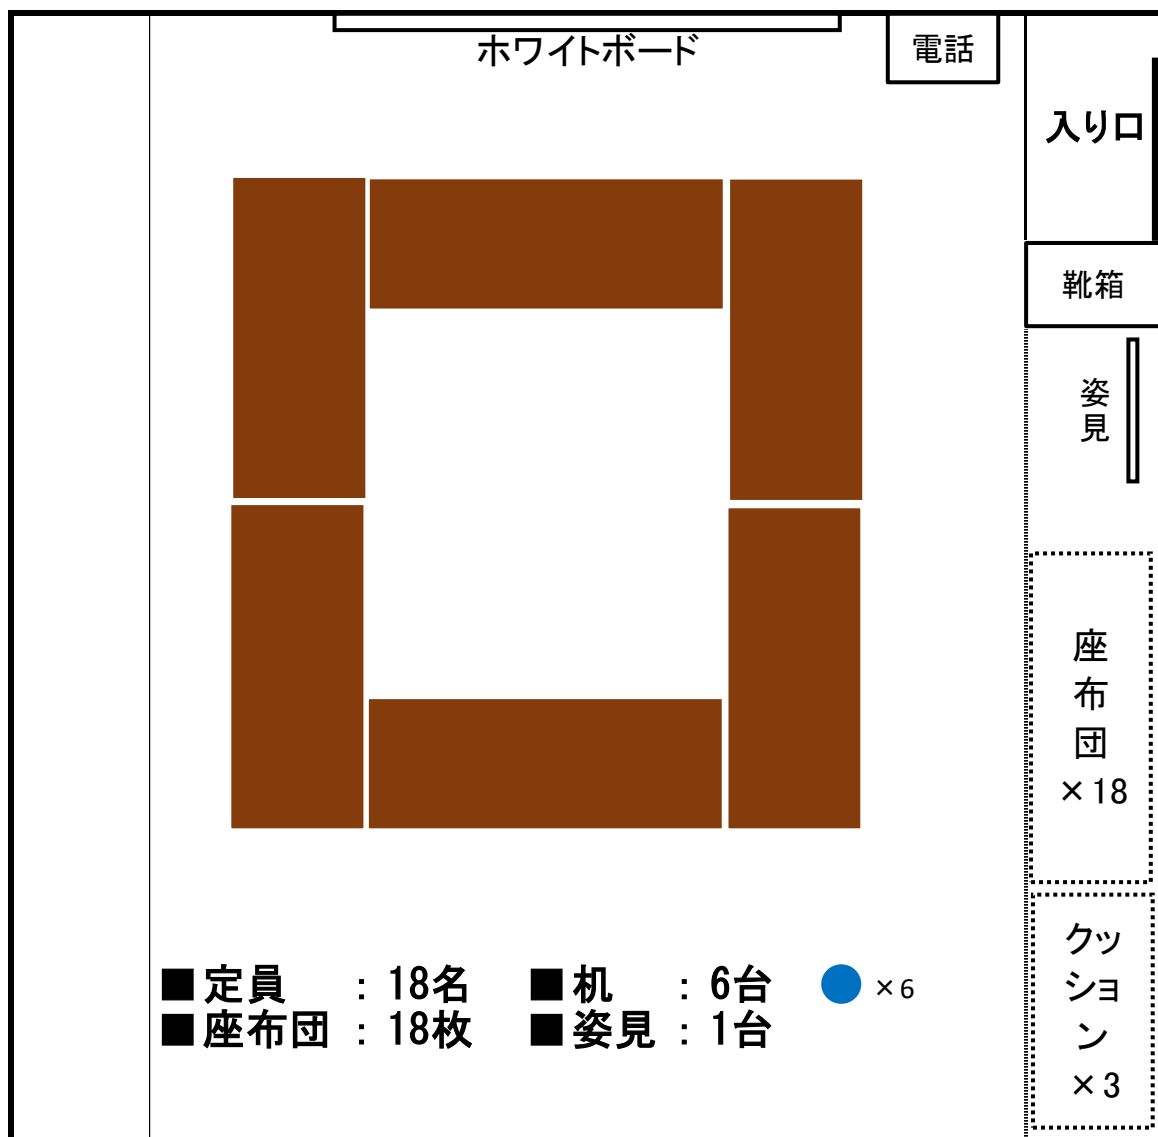 ホワイトボード
電話
入り口
靴箱
姿見
座布団
×18
クッション
×3
■定員 : 18名 ■机 : 6台 ×6
■座布団 : 18枚 ■姿見 : 1台